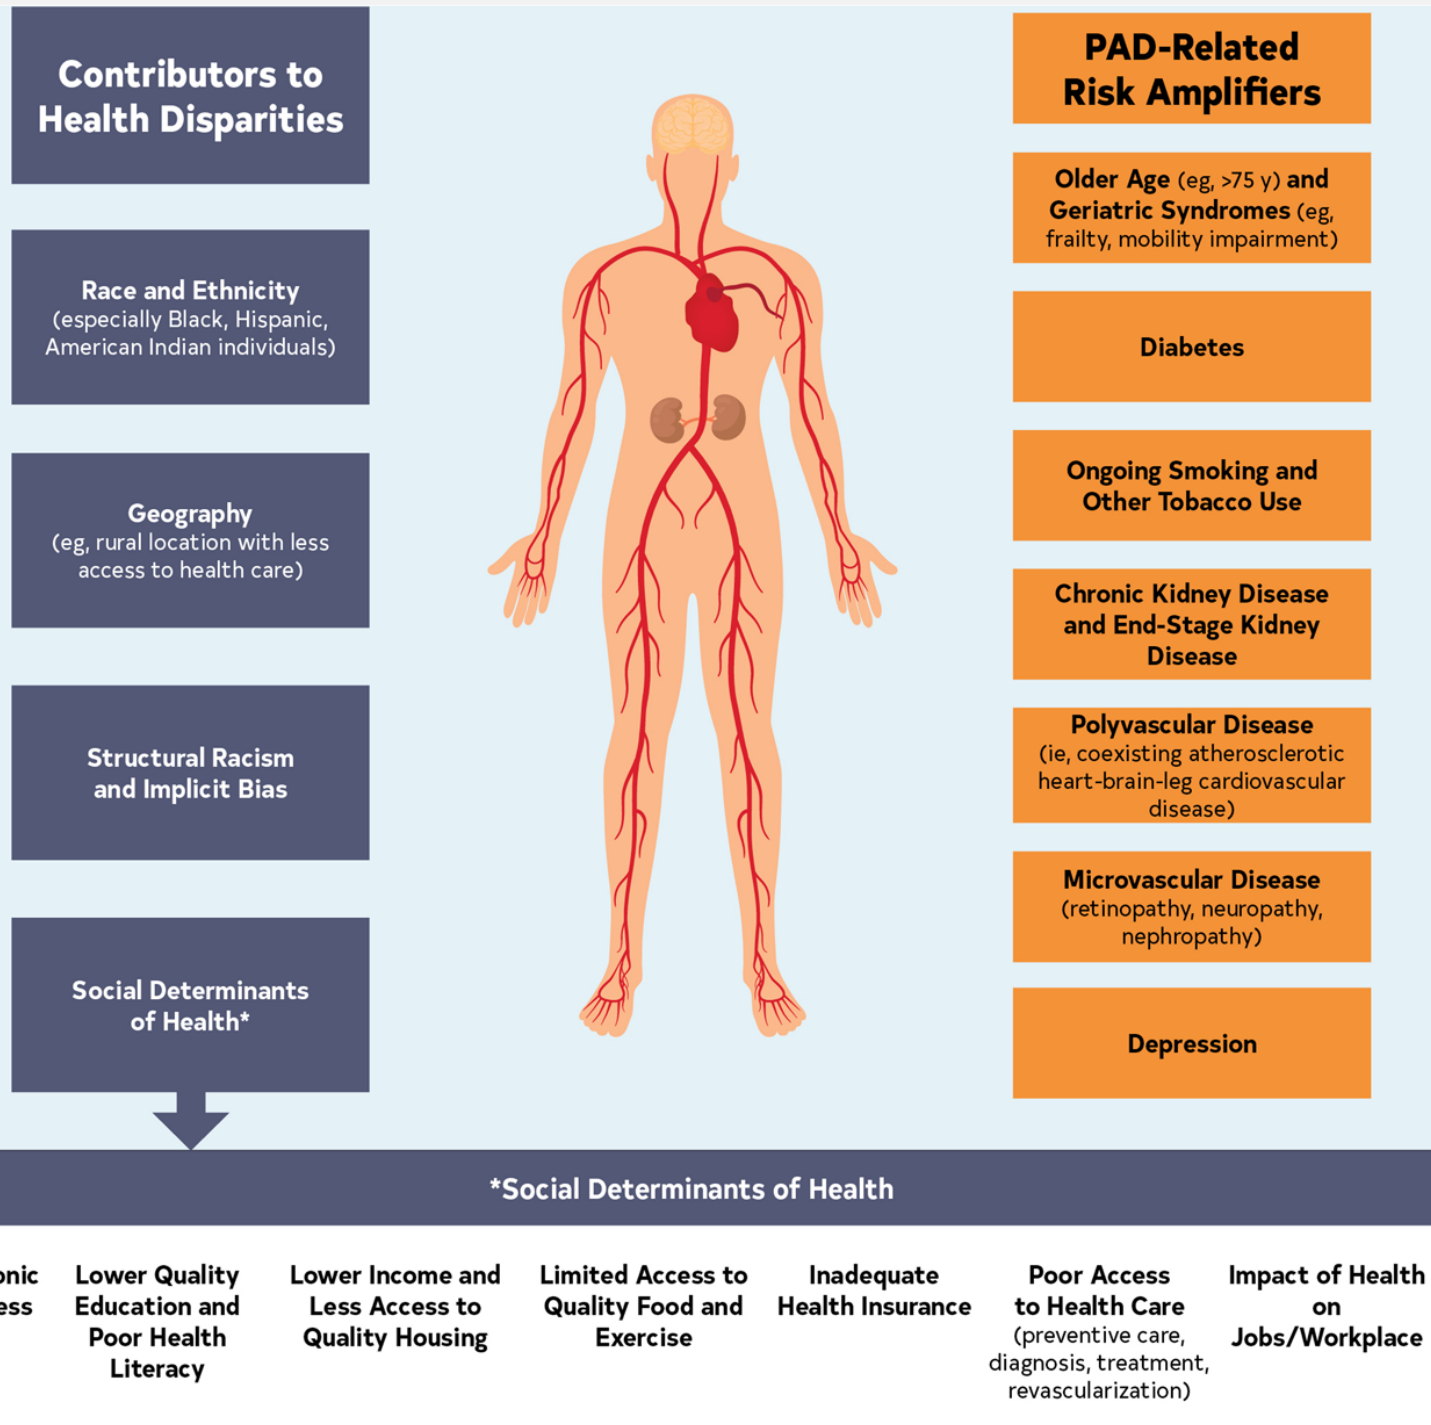 Contributors to
Health Disparities
Race and Ethnicity
(especially Black, Hispanic,
American Indian individuals)
Geography
(eg, rural location with less
access to health care)
Structural Racism
and Implicit Bias
Social Determinants
of Health*
PAD-Related
Risk Amplifiers
Older Age (eg, >75 y) and
Geriatric Syndromes (eg,
frailty, mobility impairment)
Diabetes
Ongoing Smoking and
Other Tobacco Use
Chronic Kidney Disease
and End-Stage Kidney
Disease
Polyvascular Disease
(ie, coexisting atherosclerotic
heart-brain-leg cardiovascular
disease)
Microvascular Disease
(retinopathy, neuropathy,
nephropathy)
Depression
*Social Determinants of Health
Lower Quality
Education and
Poor Health
Literacy
Lower Income and
Less Access to
Quality Housing
Limited Access to
Quality Food and
Exercise
Inadequate
Health Insurance
Poor Access
to Health Care
(preventive care,
diagnosis, treatment,
revascularization)
Impact of Health
on
Jobs/Workplace